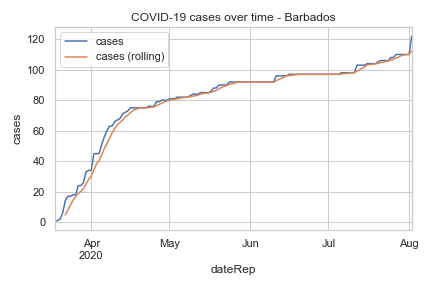 COVID-19 cases over time - Barbados
cases
cases (rolling)
120
100
80
60
40
20
0
cases
Apr
2020
May
Jun
Jul
Aug
dateRep